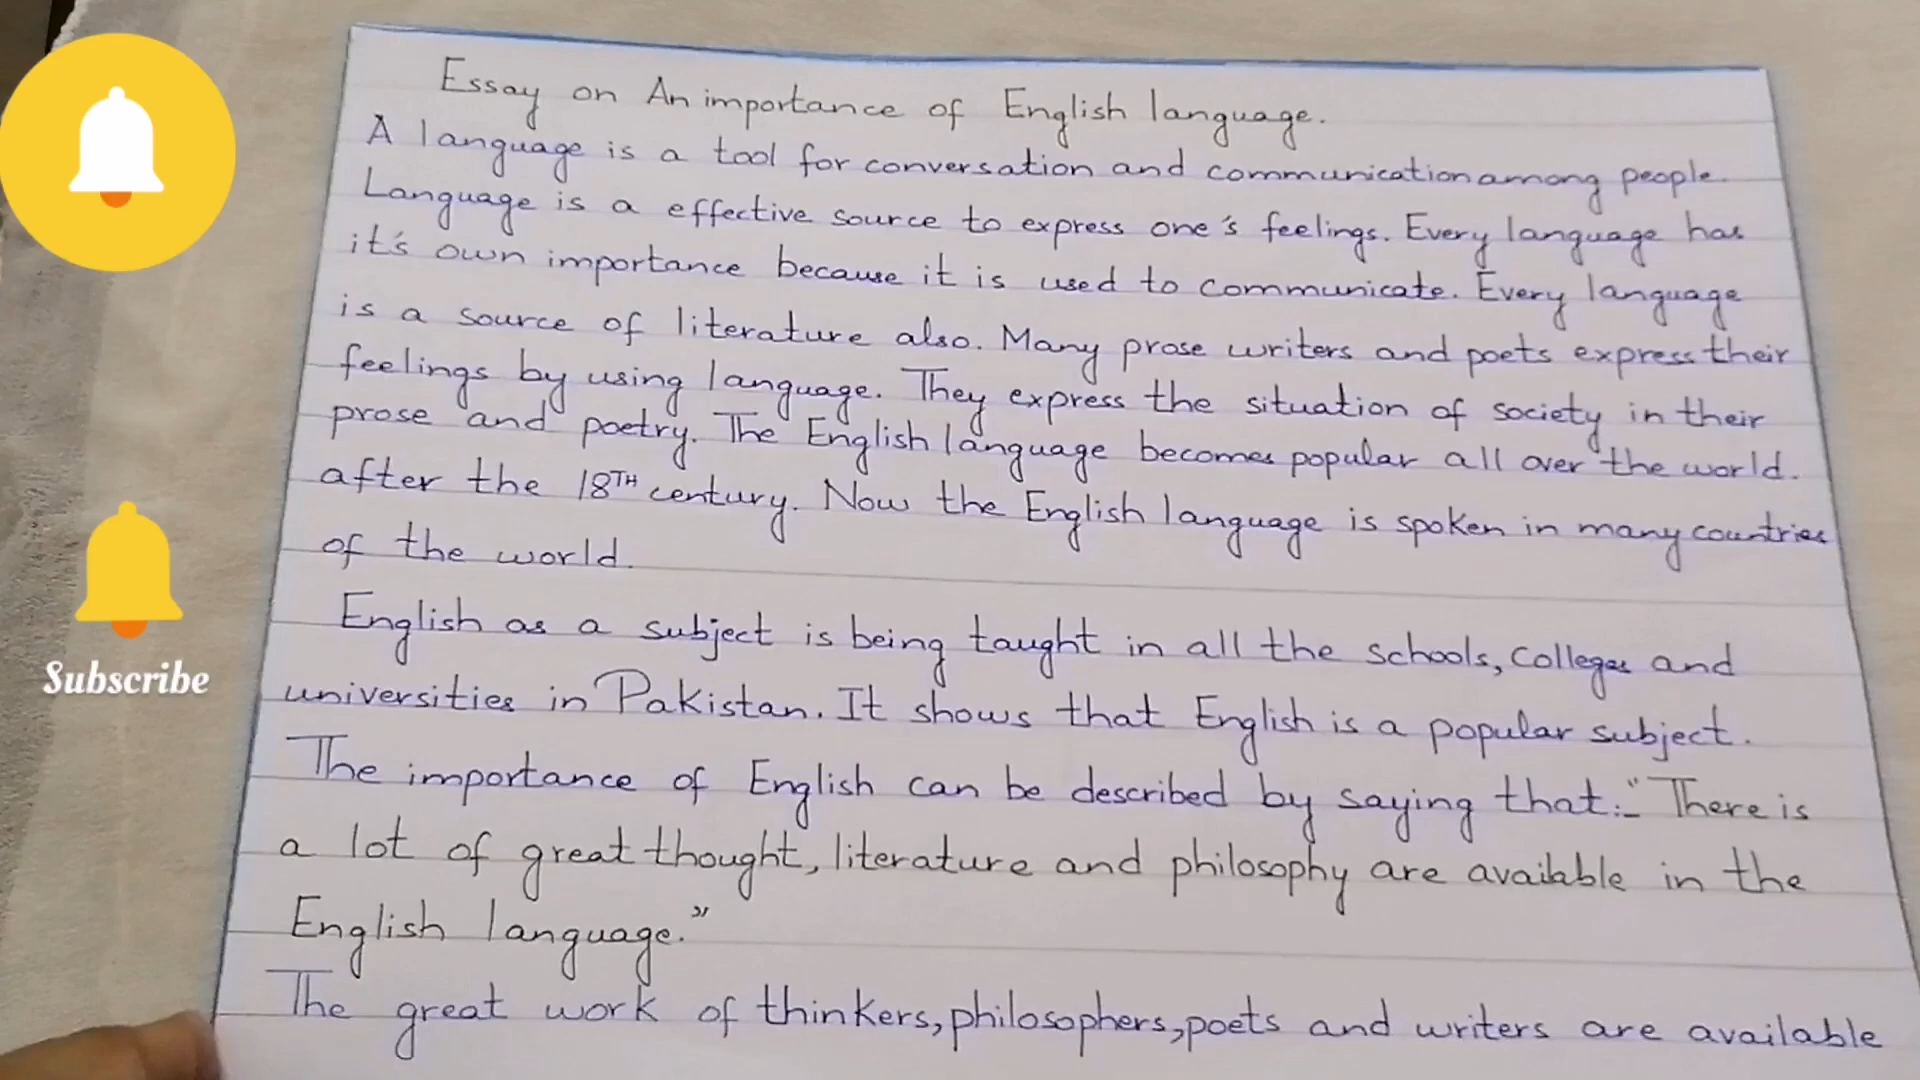 Essay on An importance of English language.
A language is a tool for conversation and communication among people.
Language is a effective source to express one's feelings. Every language has
it's own importance because it is used to communicate. Every language
is a source of literature also. Many prose writers and poets express their
feelings by using language. They express the situation of society in their
prose and poetry. The English language becomes popular all over the world.
after the 18TH century. Now the English language is spoken in many countries
of the world.
English as a subject is being taught in all the schools, colleges and
universities in Pakistan. It shows that English is a popular subject.
The importance of English can be described by saying that:- "There is
a lot of great thought, literature and philosophy are available in the
English language."
The great work of thinkers, philosophers, poets and writers are available
Subscribe